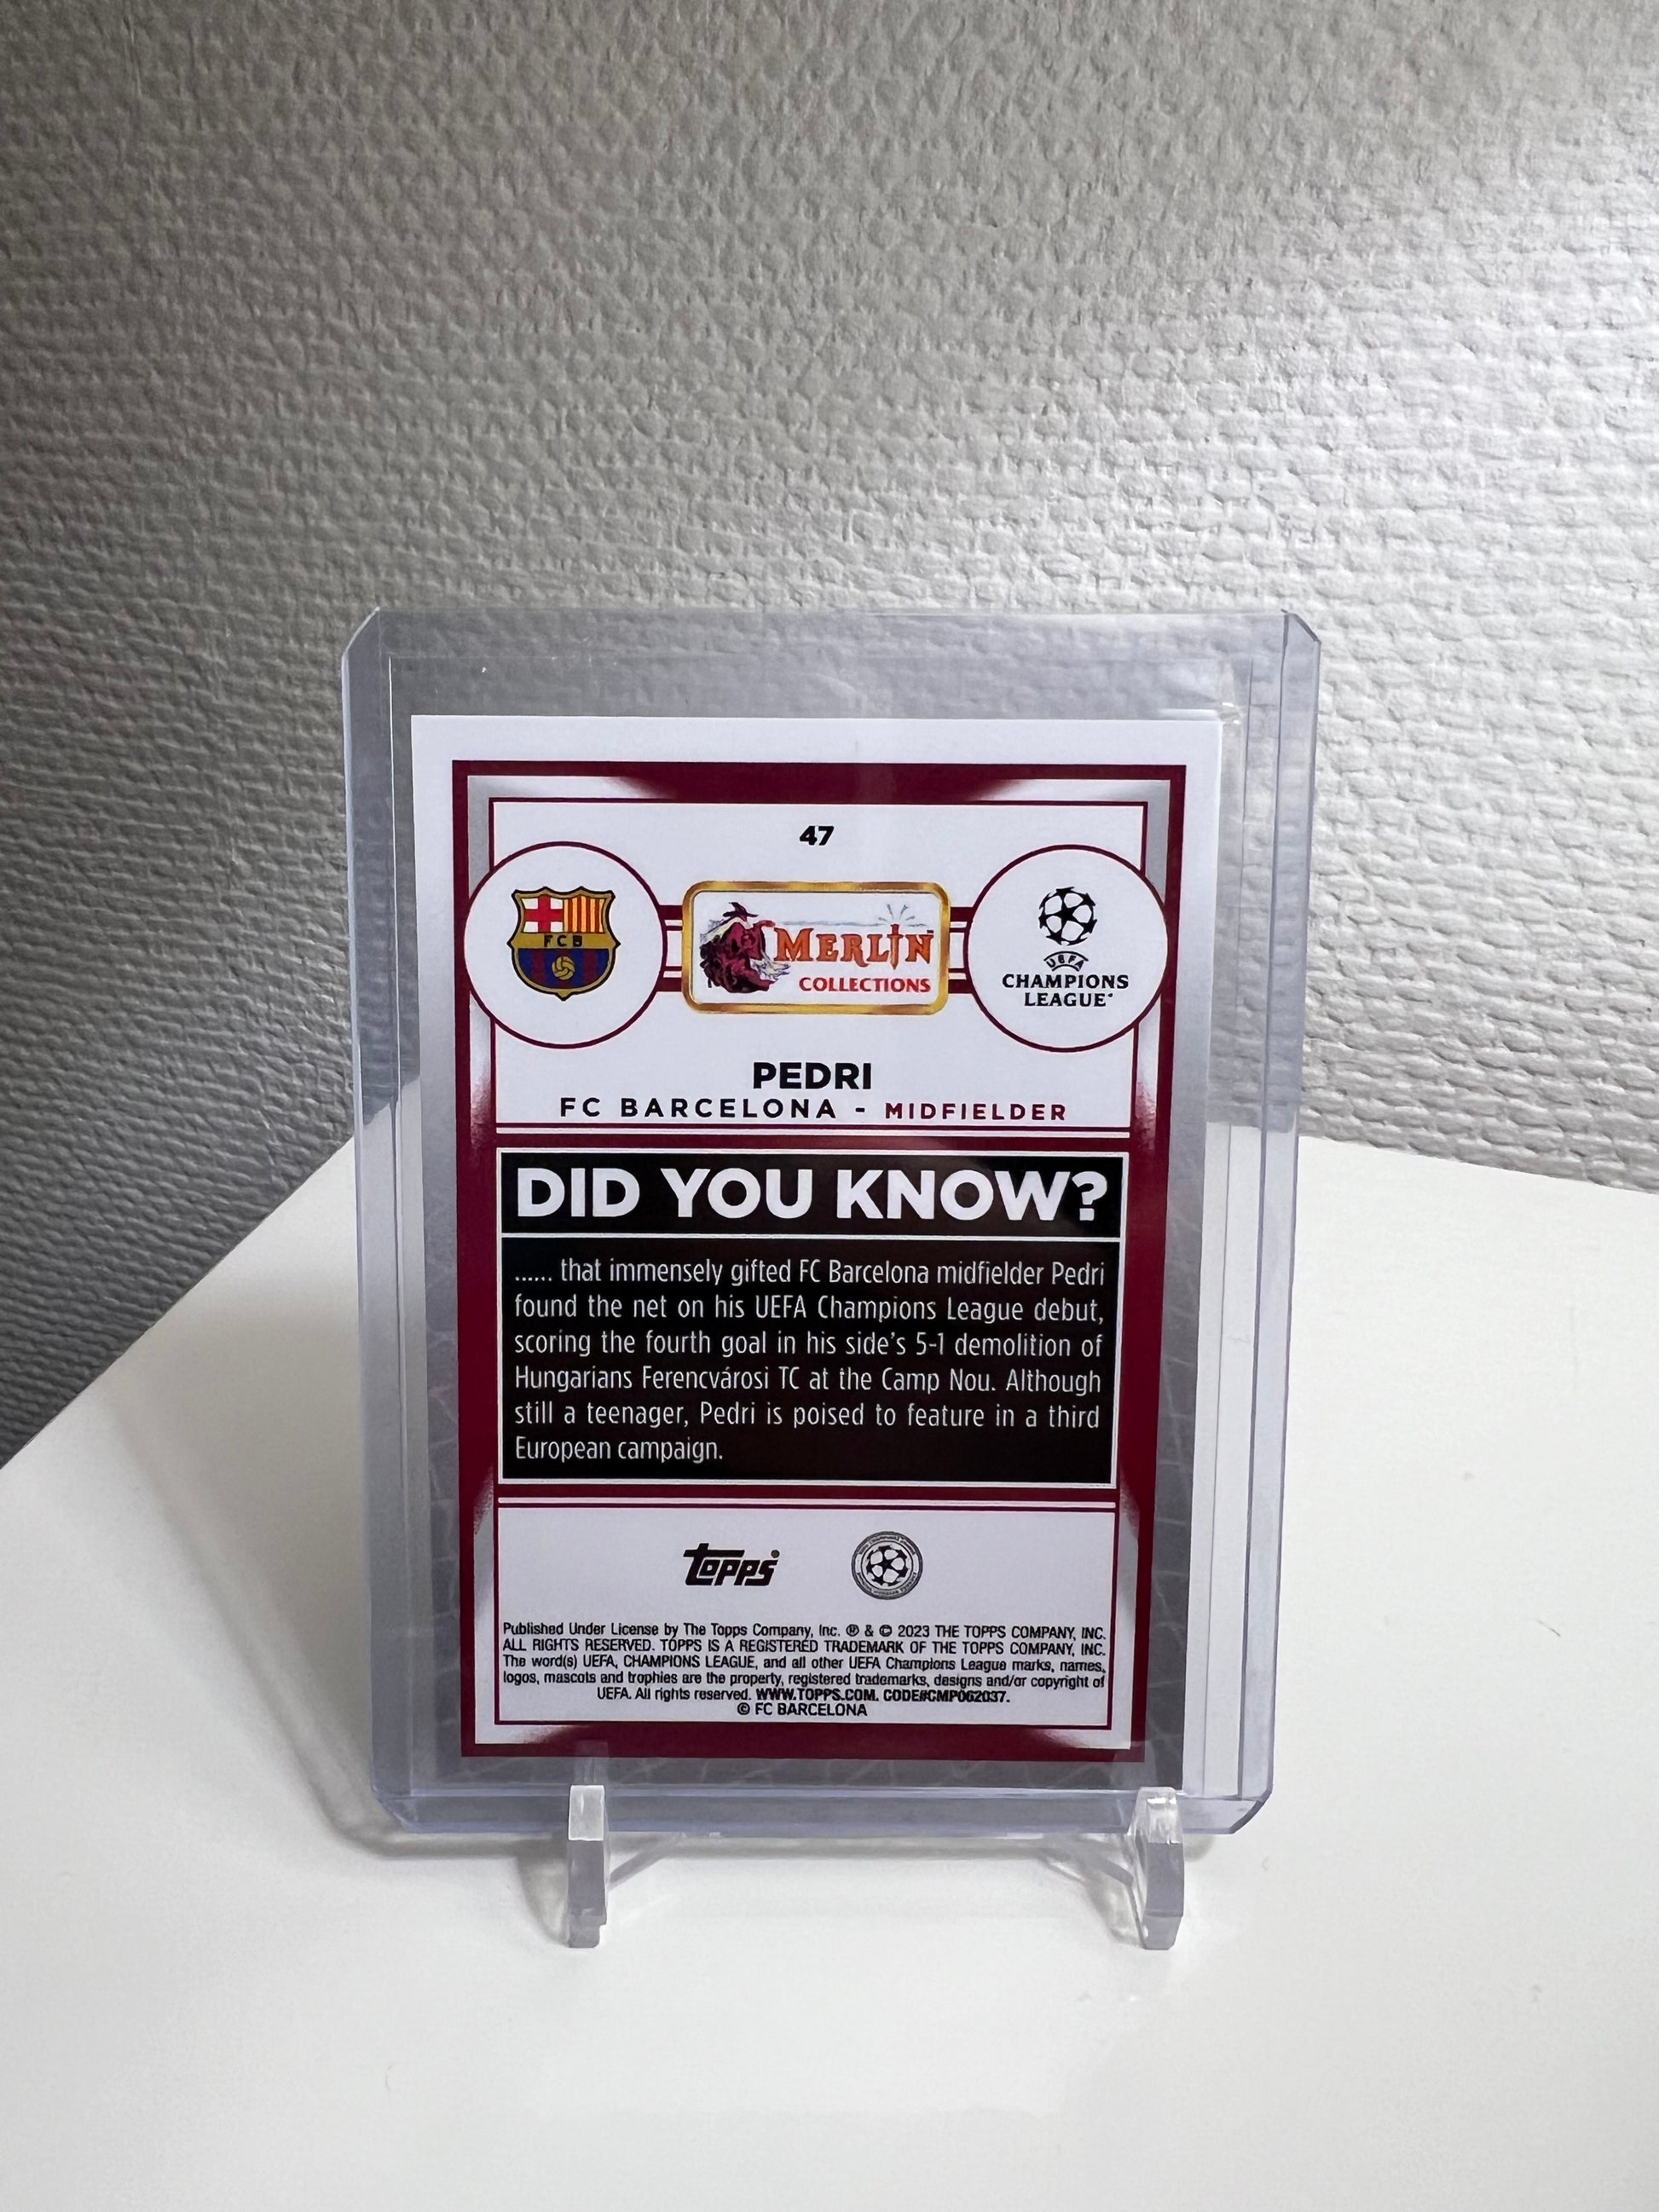 47
FCB
MERLIN™
COLLECTIONS
UEFA
CHAMPIONS
LEAGUE®
PEDRI
FC BARCELONA - MIDFIELDER
DID YOU KNOW?
...... that immensely gifted FC Barcelona midfielder Pedri
found the net on his UEFA Champions League debut,
scoring the fourth goal in his side's 5-1 demolition of
Hungarians Ferencvárosi TC at the Camp Nou. Although
still a teenager, Pedri is poised to feature in a third
European campaign.
topps®
Published Under License by The Topps Company, Inc. ® & © 2023 THE TOPPS COMPANY, INC.
ALL RIGHTS RESERVED. TOPPS IS A REGISTERED TRADEMARK OF THE TOPPS COMPANY, INC.
The word(s) UEFA, CHAMPIONS LEAGUE, and all other UEFA Champions League marks, names,
logos, mascots and trophies are the property, registered trademarks, designs and/or copyright of
UEFA. All rights reserved. WWW.TOPPS.COM. CODE#CMP062037.
© FC BARCELONA